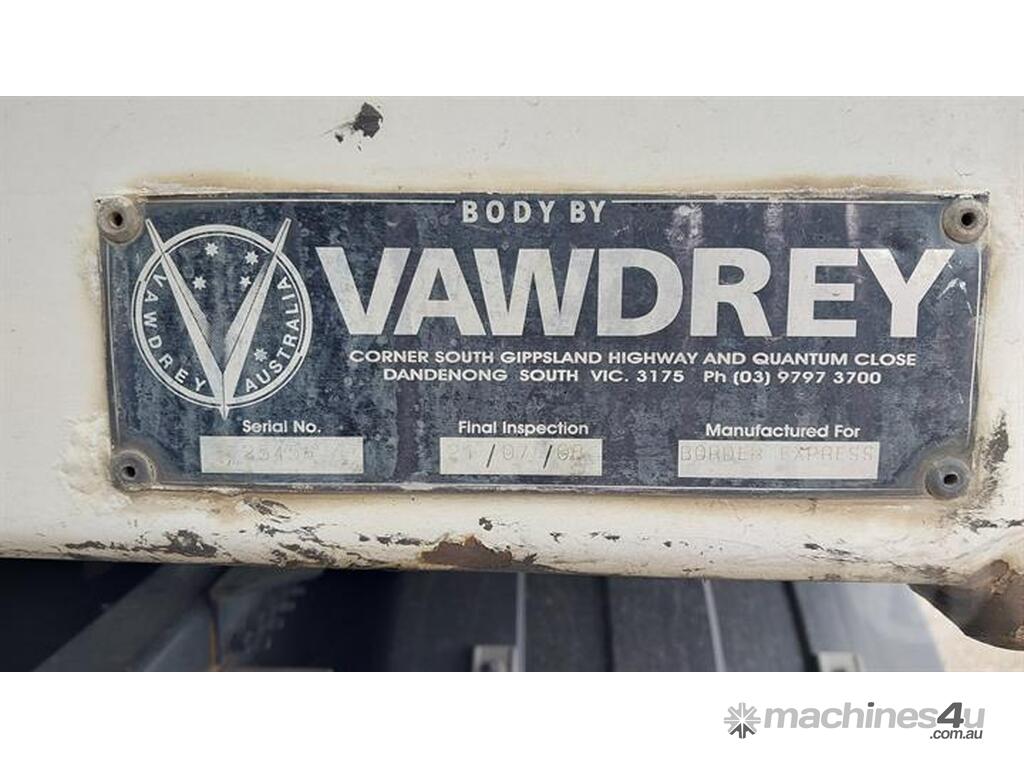 BODY BY
VAWDREY
VAWDREY AUSTRALIA
CORNER SOUTH GIPPSLAND HIGHWAY AND QUANTUM CLOSE
DANDENONG SOUTH VIC. 3175 Ph (03) 9797 3700
Serial No. Final Inspection Manufactured For
BORDER EXPRESS
machines4u
.com.au